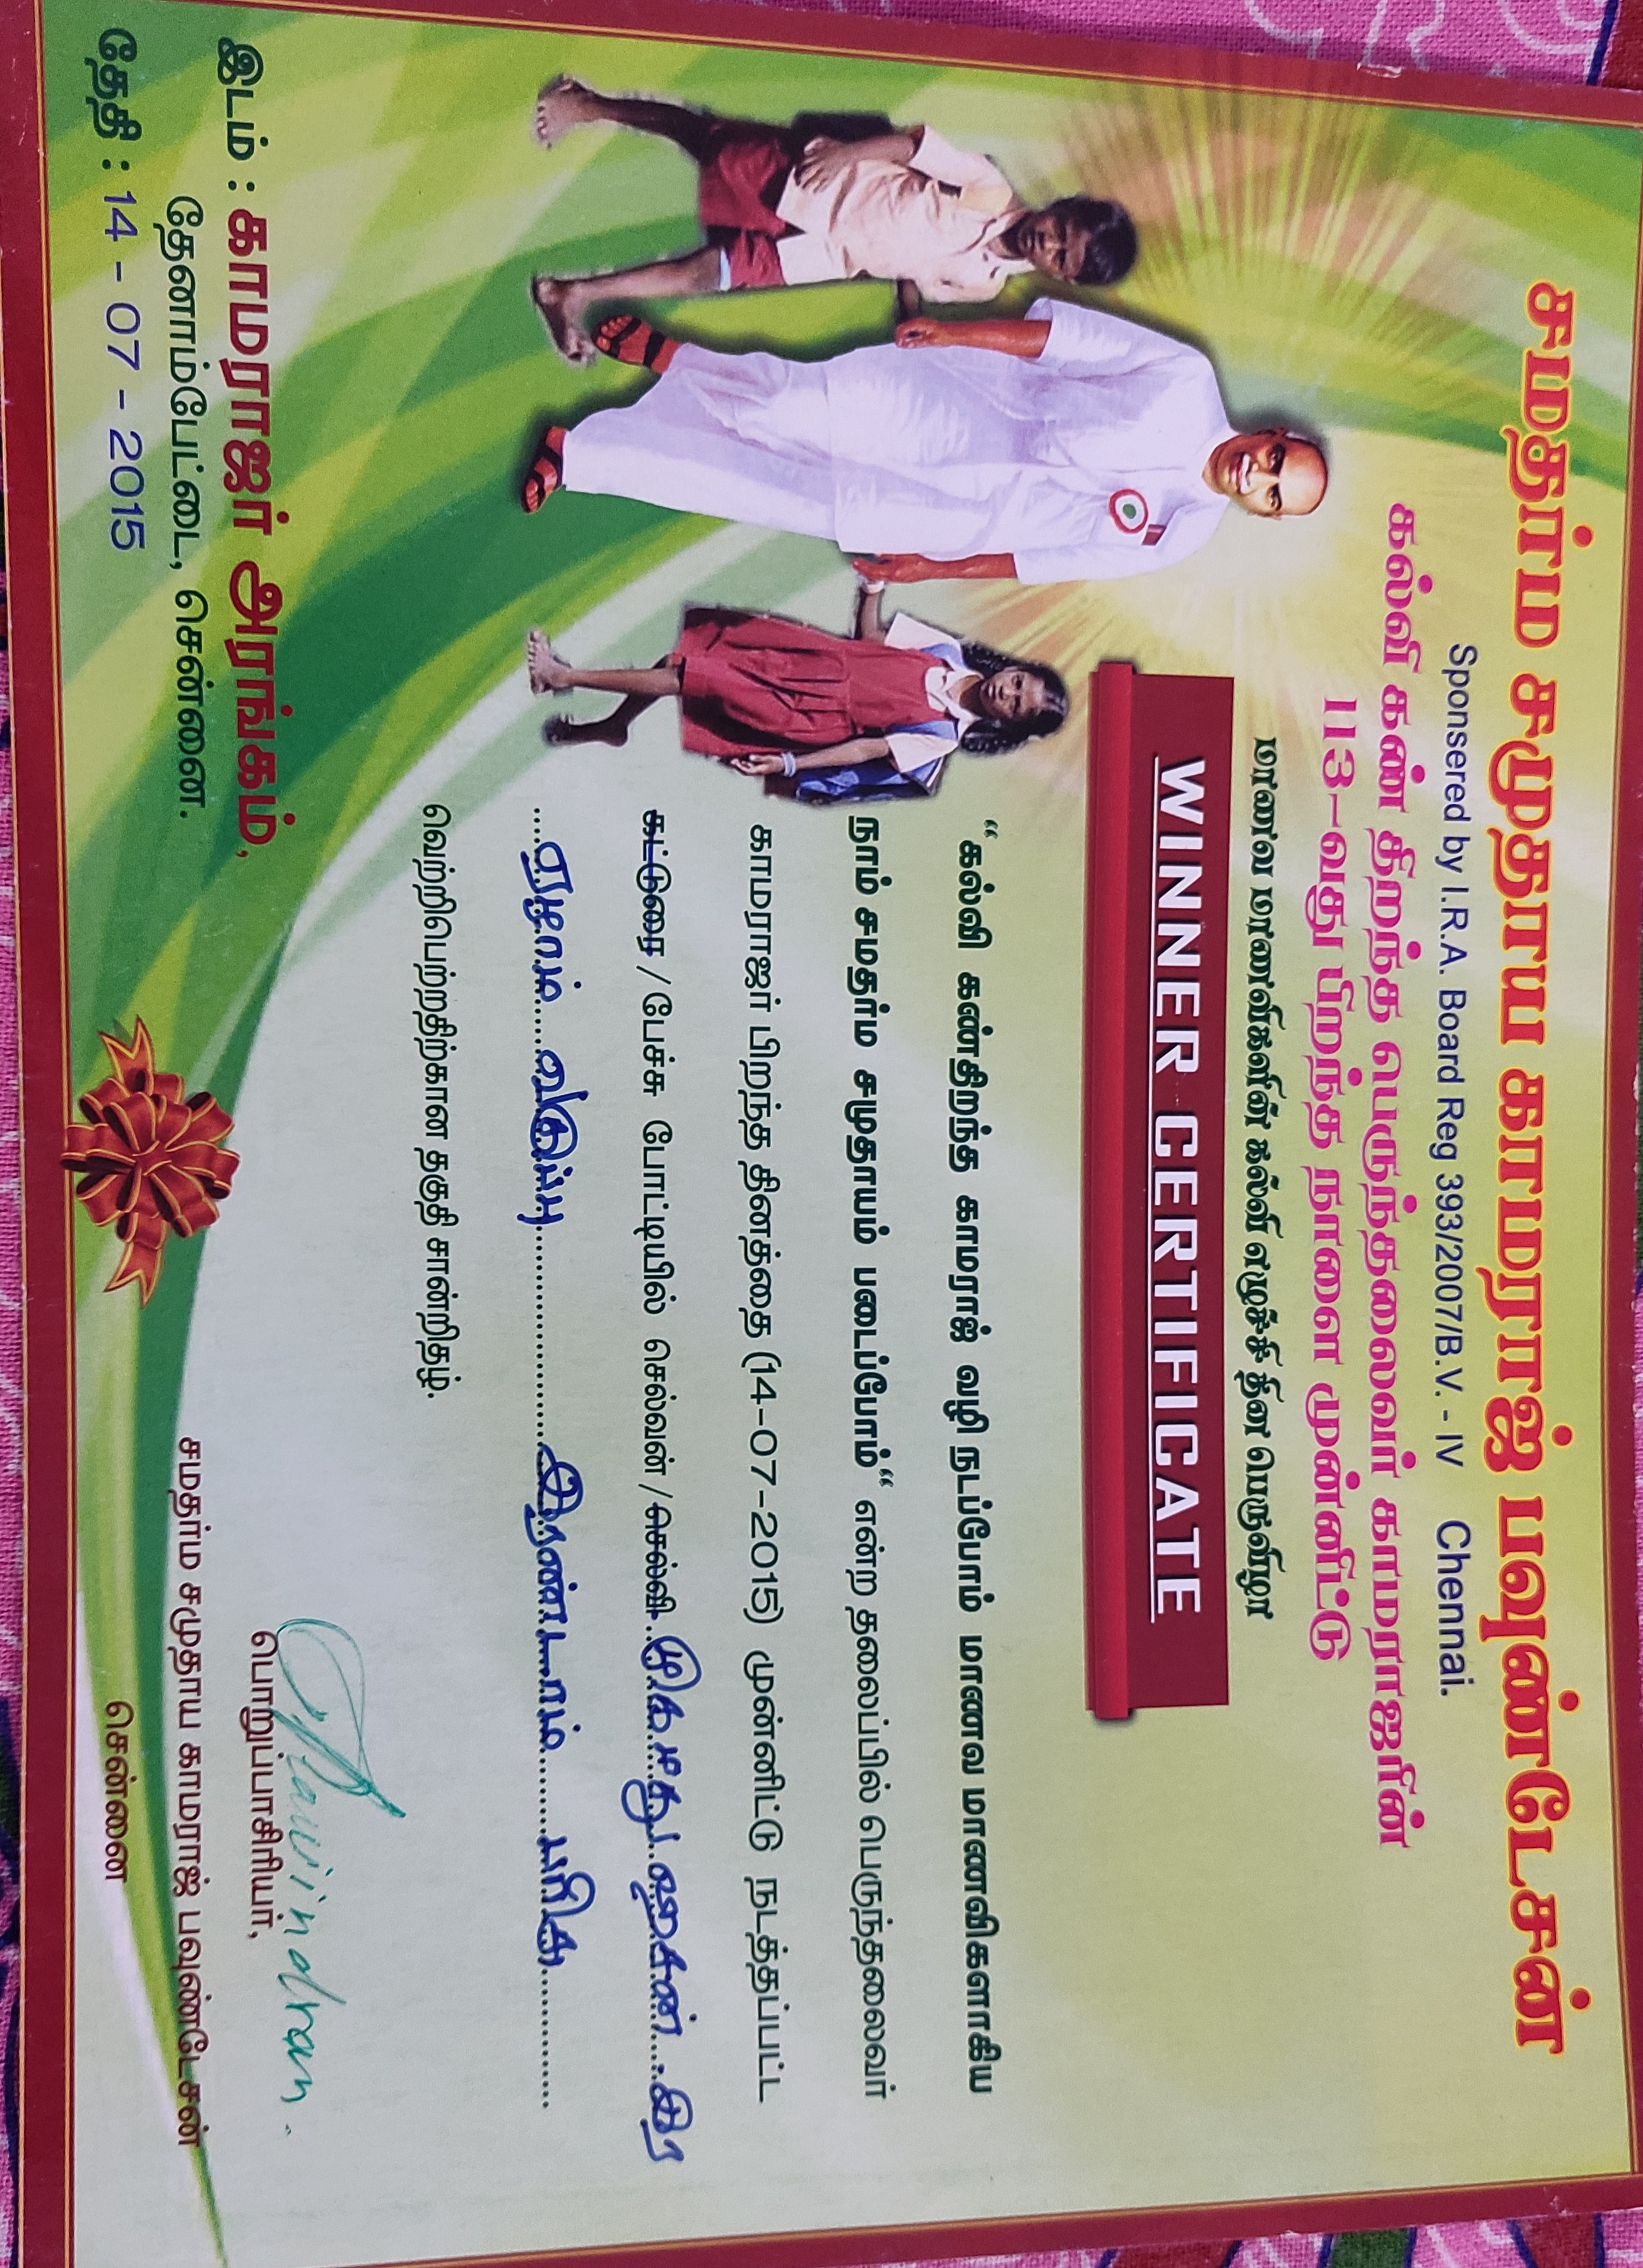 சமதர்ம சமுதாய காமராஜ் பவுண்டேசன்
Sponsered by I.R.A. Board Reg 393/2007/B.V. - IV Chennai.
கல்வி கண் திறந்த பெருந்தலைவர் காமராஜரின்
113-வது பிறந்த நாளை முன்னிட்டு
மாணவ மாணவிகளின் கல்வி எழுச்சி தின பெருவிழா
WINNER CERTIFICATE
“கல்வி கண்திறந்த காமராஜ் வழி நடப்போம் மாணவ மாணவிகளாகிய
நாம் சமதர்ம சமுதாயம் படைப்போம்“ என்ற தலைப்பில் பெருந்தலைவர்
காமராஜர் பிறந்த தினத்தை (14-07-2015) முன்னிட்டு நடத்தப்பட்ட
கட்டுரை / பேச்சு போட்டியில் செல்வன் / செல்வி முகமது ஹசன் . இர
ஏழாம் வகுப்பு இரண்டாம் பரிசு
வெற்றிபெற்றதிற்கான தகுதி சான்றிதழ்.
Rawindran.
பொறுப்பாசிரியர்,
சமதர்ம சமுதாய காமராஜ் பவுண்டேசன்
சென்னை
இடம் : காமராஜர் அரங்கம்,
தேனாம்பேட்டை, சென்னை.
தேதி : 14 - 07 - 2015